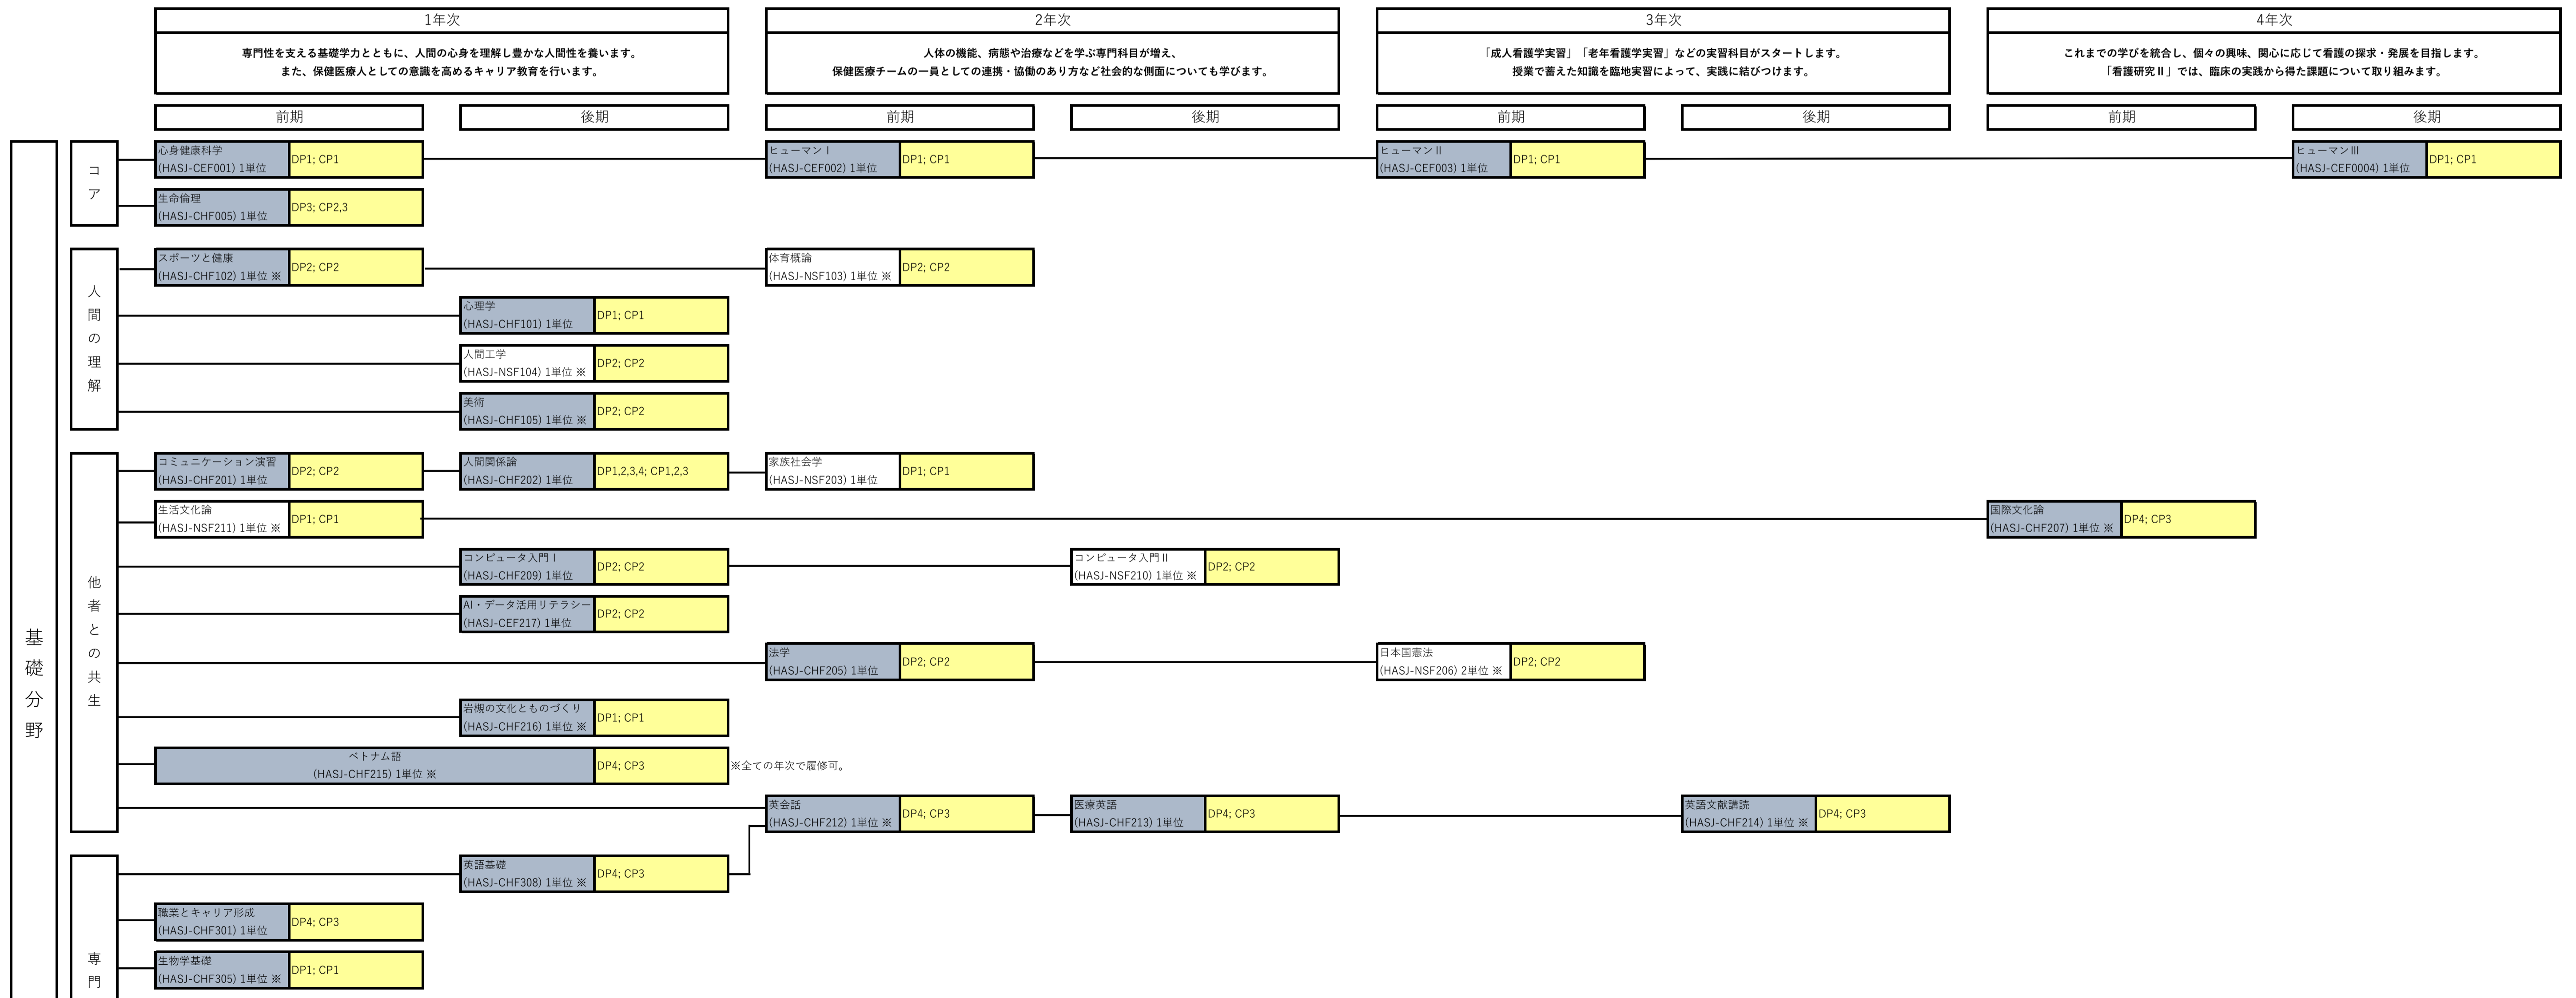 1年次
専門性を支える基礎学力とともに、人間の心身を理解し豊かな人間性を養います。
また、保健医療人としての意識を高めるキャリア教育を行います。
2年次
人体の機能、病態や治療などを学ぶ専門科目が増え、
保健医療チームの一員としての連携・協働のあり方など社会的な側面についても学びます。
3年次
「成人看護学実習」「老年看護学実習」などの実習科目がスタートします。
授業で蓄えた知識を臨地実習によって、実践に結びつけます。
4年次
これまでの学びを統合し、個々の興味、関心に応じて看護の探求・発展を目指します。
「看護研究Ⅱ」では、臨床の実践から得た課題について取り組みます。
前期
後期
前期
後期
前期
後期
前期
後期
基礎分野
コア
心身健康科学
(HASJ-CEF001) 1単位
DP1; CP1
ヒューマンⅠ
(HASJ-CEF002) 1単位
DP1; CP1
ヒューマンⅡ
(HASJ-CEF003) 1単位
DP1; CP1
ヒューマンⅢ
(HASJ-CEF0004) 1単位
DP1; CP1
生命倫理
(HASJ-CHF005) 1単位
DP3; CP2,3
人間の理解
スポーツと健康
(HASJ-CHF102) 1単位 ※
DP2; CP2
体育概論
(HASJ-NSF103) 1単位 ※
DP2; CP2
心理学
(HASJ-CHF101) 1単位
DP1; CP1
人間工学
(HASJ-NSF104) 1単位 ※
DP2; CP2
美術
(HASJ-CHF105) 1単位 ※
DP2; CP2
他者との共生
コミュニケーション演習
(HASJ-CHF201) 1単位
DP2; CP2
人間関係論
(HASJ-CHF202) 1単位
DP1,2,3,4; CP1,2,3
家族社会学
(HASJ-NSF203) 1単位
DP1; CP1
生活文化論
(HASJ-NSF211) 1単位 ※
DP1; CP1
国際文化論
(HASJ-CHF207) 1単位 ※
DP4; CP3
コンピュータ入門Ⅰ
(HASJ-CHF209) 1単位
DP2; CP2
コンピュータ入門Ⅱ
(HASJ-NSF210) 1単位 ※
DP2; CP2
AI・データ活用リテラシー
(HASJ-CEF217) 1単位
DP2; CP2
法学
(HASJ-CHF205) 1単位
DP2; CP2
日本国憲法
(HASJ-NSF206) 2単位 ※
DP2; CP2
岩槻の文化とものづくり
(HASJ-CHF216) 1単位 ※
DP1; CP1
ベトナム語
(HASJ-CHF215) 1単位 ※
DP4; CP3
※全ての年次で履修可。
英会話
(HASJ-CHF212) 1単位 ※
DP4; CP3
医療英語
(HASJ-CHF213) 1単位
DP4; CP3
英語文献講読
(HASJ-CHF214) 1単位 ※
DP4; CP3
専門
英語基礎
(HASJ-CHF308) 1単位 ※
DP4; CP3
職業とキャリア形成
(HASJ-CHF301) 1単位
DP4; CP3
生物学基礎
(HASJ-CHF305) 1単位 ※
DP1; CP1